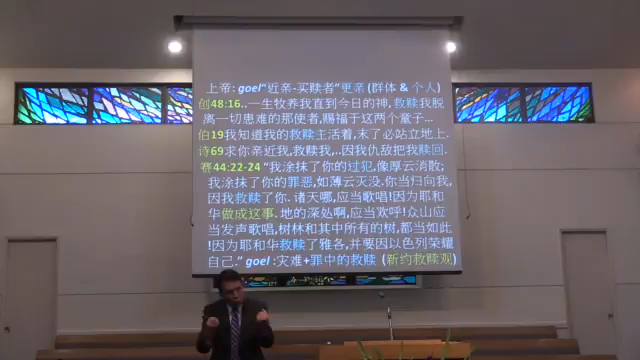 上帝: goel“近亲-买赎者”更亲 (群体 & 个人)
创48:16..一生牧养我直到今日的神, 救赎我脱
离一切患难的那使者, 赐福于这两个童子...
伯19我知道我的救赎主活着, 末了必站立地上.
诗69求你亲近我, 救赎我,..因我仇敌把我赎回.
赛44:22-24 “我涂抹了你的过犯,像厚云消散;
我涂抹了你的罪恶, 如薄云灭没. 你当归向我,
因我救赎了你. 诸天哪, 应当歌唱! 因为耶和
华做成这事. 地的深处啊, 应当欢呼! 众山应
当发声歌唱, 树林和其中所有的树, 都当如此
!因为耶和华救赎了雅各, 并要因以色列荣耀
自己.” goel :灾难+罪中的救赎 (新约救赎观)